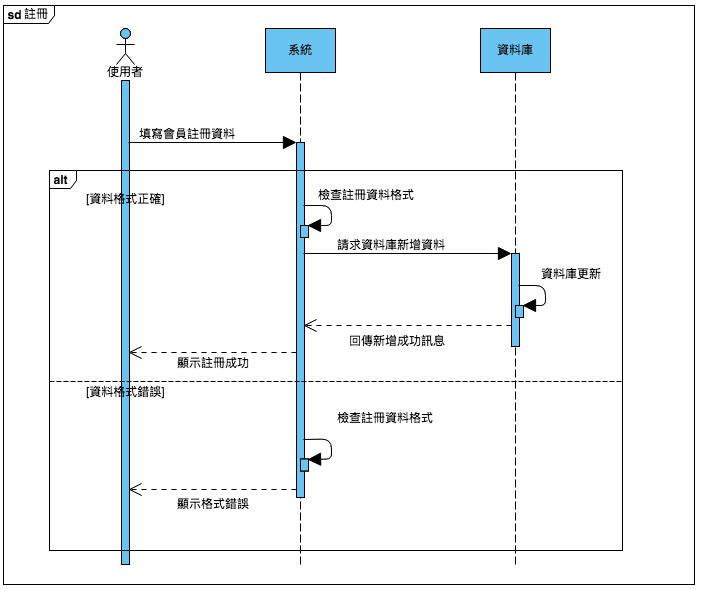 sd 註冊
使用者
系統
資料庫
填寫會員註冊資料
alt
[資料格式正確]
檢查註冊資料格式
請求資料庫新增資料
資料庫更新
回傳新增成功訊息
顯示註冊成功
[資料格式錯誤]
檢查註冊資料格式
顯示格式錯誤